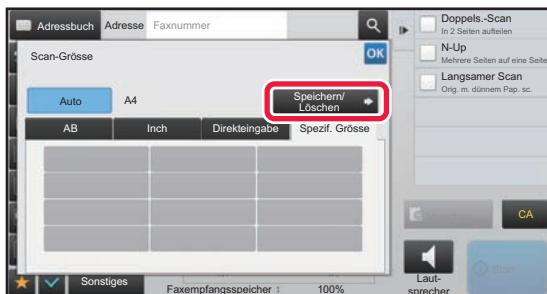 Adressbuch Adresse Faxnummer
Scan-Grösse
OK
Auto A4
Speichern/
Löschen
AB Inch Direkteingabe Spezif. Grösse
Doppels.-Scan
In 2 Seiten aufteilen
N-Up
Mehrere Seiten auf eine Seite
Langsamer Scan
Orig. m. dünnem Pap. sc.
CA
Start
Laut-
sprecher
Sonstiges
Faxempfangsspeicher : 100%